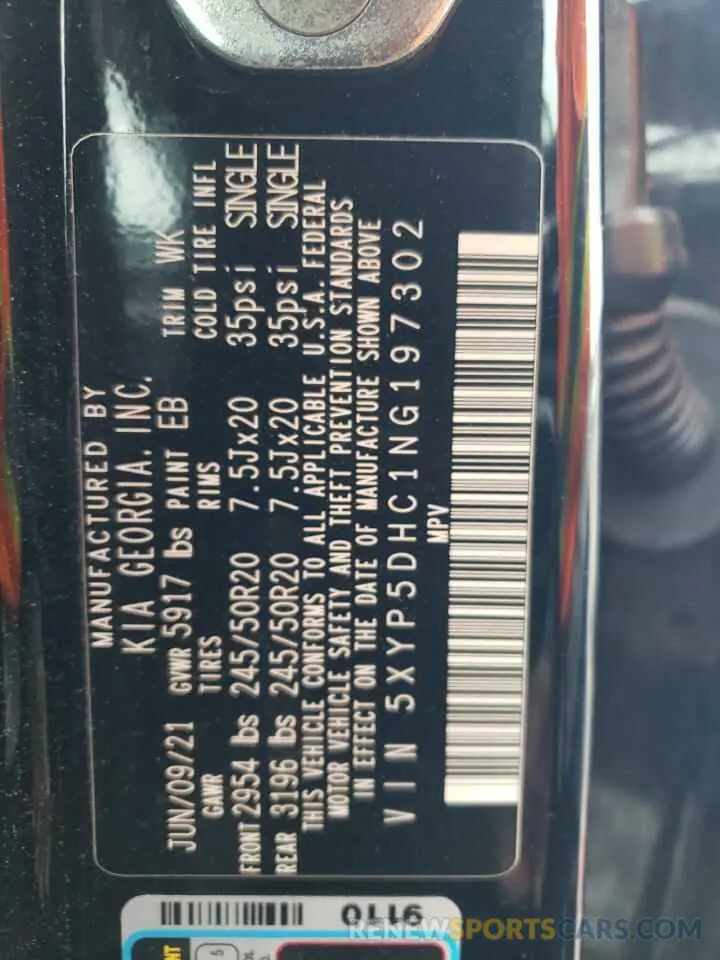 MANUFACTURED BY
KIA GEORGIA, INC.
JUN/09/21 GVWR 5917 lbs PAINT EB TRIM WK
GAWR TIRES RIMS COLD TIRE INFL
FRONT 2954 lbs 245/50R20 7.5Jx20 35psi SINGLE
REAR 3196 lbs 245/50R20 7.5Jx20 35psi SINGLE
THIS VEHICLE CONFORMS TO ALL APPLICABLE U.S.A. FEDERAL
MOTOR VEHICLE SAFETY AND THEFT PREVENTION STANDARDS
IN EFFECT ON THE DATE OF MANUFACTURE SHOWN ABOVE
VIN 5XYP5DHC1NG197302
MPV
9110
RENEWSPORTSCARS.COM